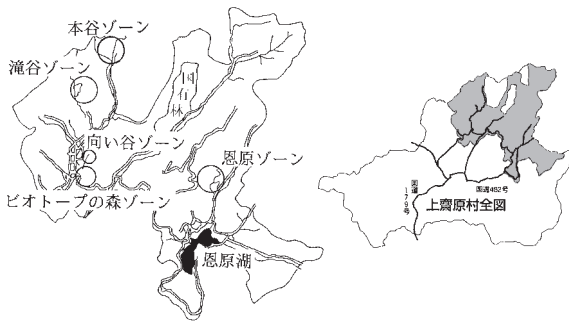 本谷ゾーン
滝谷ゾーン
国有林
向い谷ゾーン
恩原ゾーン
ビオトープの森ゾーン
恩原湖
国道179号
国道482号
上齋原村全図